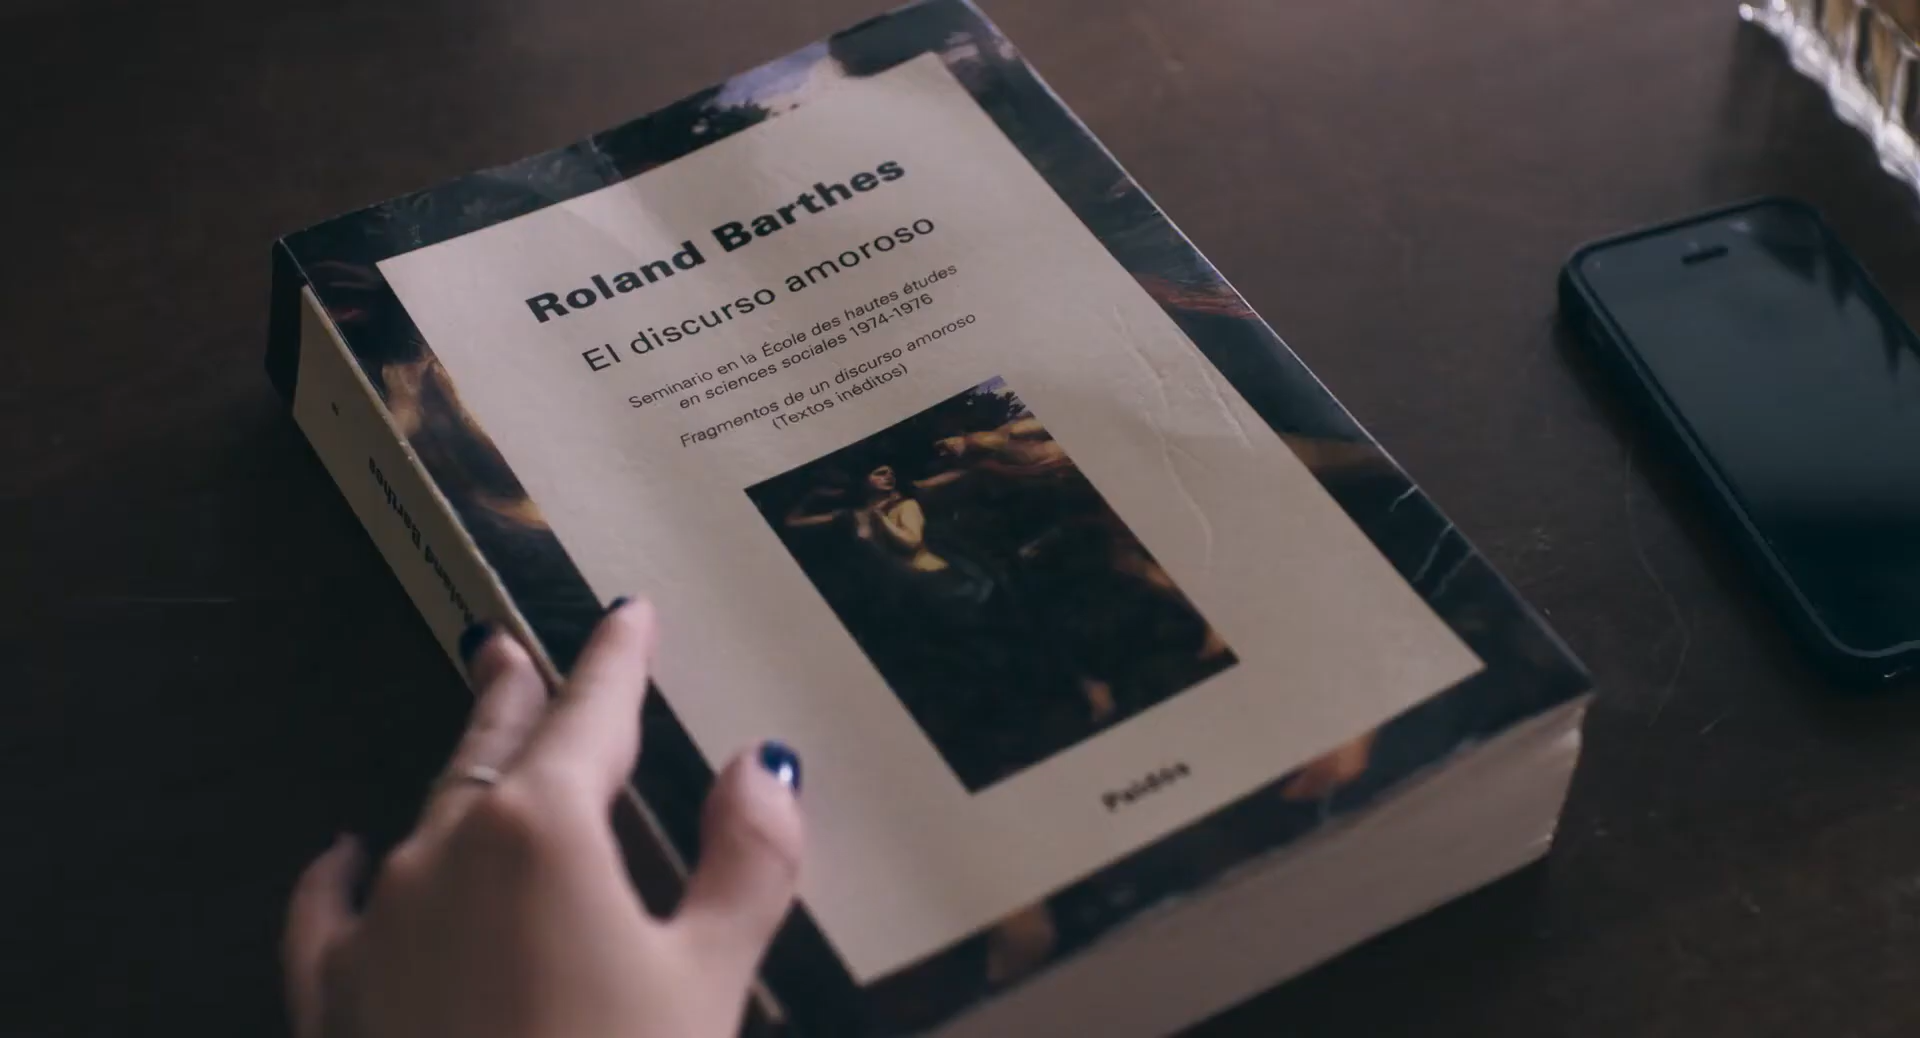 Roland Barthes
El discurso amoroso
Seminario en la École des hautes études
en sciences sociales 1974-1976
Fragmentos de un discurso amoroso
(Textos inéditos)
Paidós
Roland Barthes